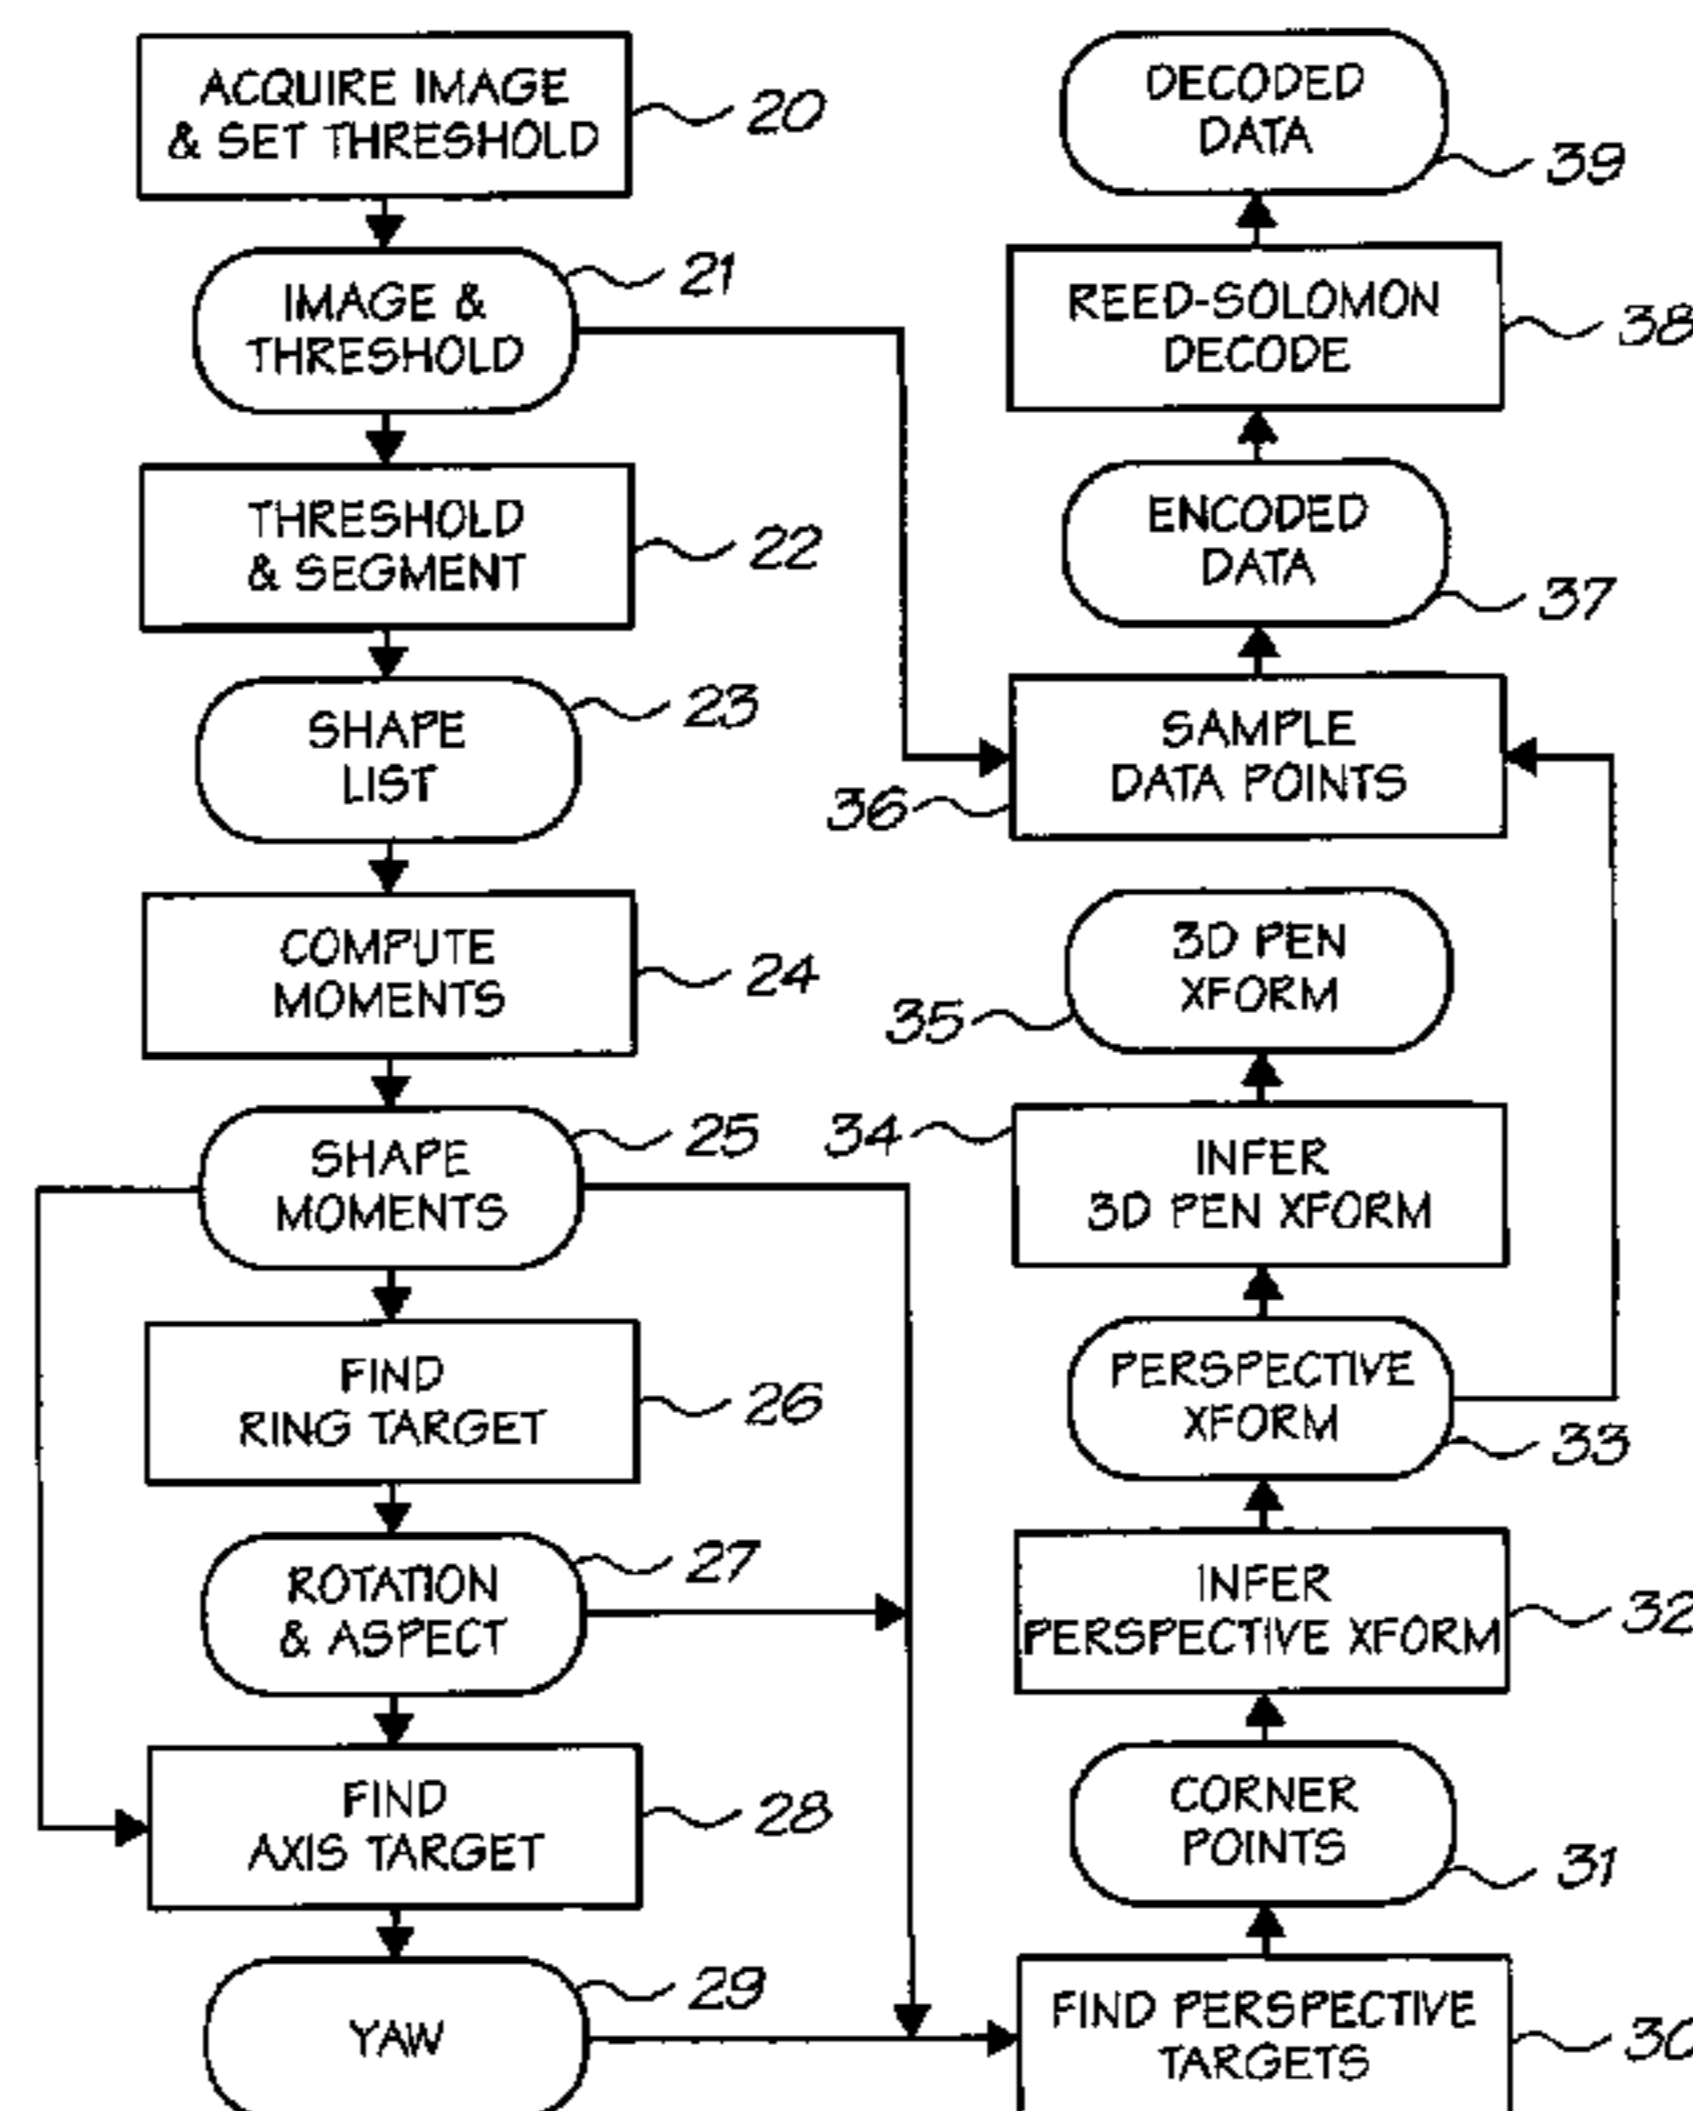 ACQUIRE IMAGE
& SET THRESHOLD
20
IMAGE &
THRESHOLD
21
THRESHOLD
& SEGMENT
22
SHAPE
LIST
23
COMPUTE
MOMENTS
24
SHAPE
MOMENTS
25
FIND
RING TARGET
26
ROTATION
& ASPECT
27
FIND
AXIS TARGET
28
YAW
29
DECODED
DATA
39
REED-SOLOMON
DECODE
38
ENCODED
DATA
37
SAMPLE
DATA POINTS
36
3D PEN
XFORM
35
INFER
3D PEN XFORM
34
PERSPECTIVE
XFORM
33
INFER
PERSPECTIVE XFORM
32
CORNER
POINTS
31
FIND PERSPECTIVE
TARGETS
30